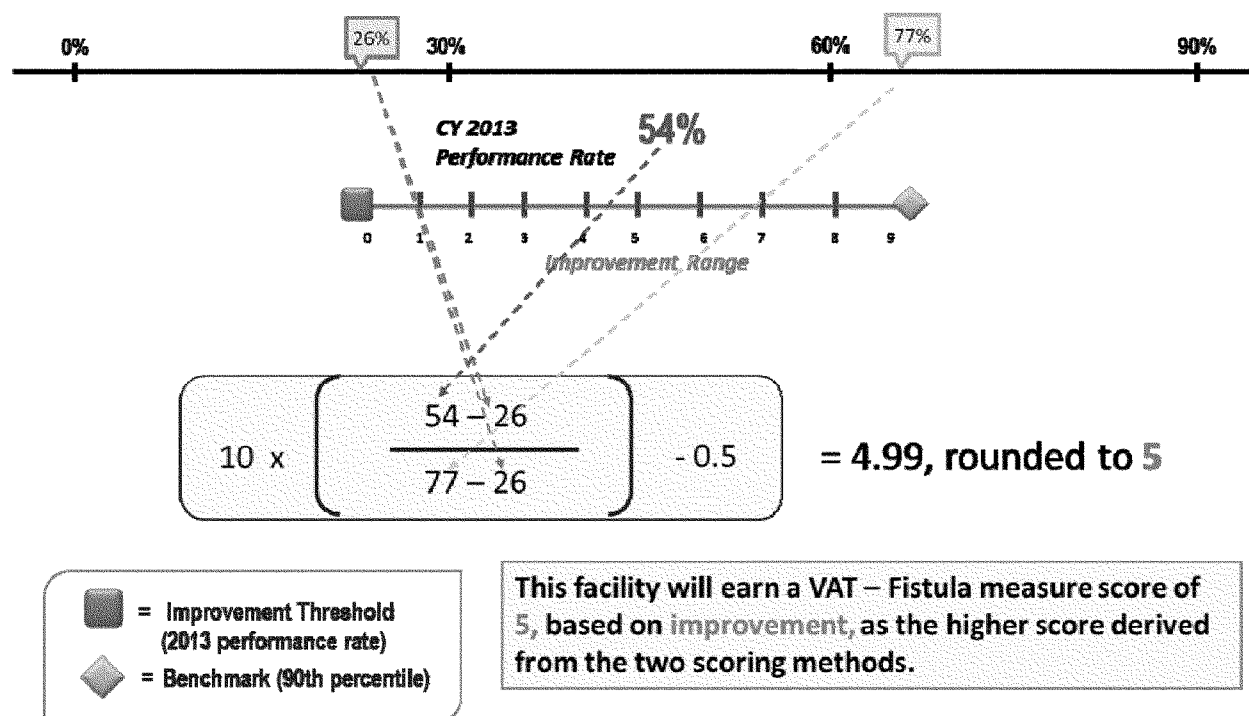 0%
26%
30%
60%
77%
90%
CY 2013
Performance Rate
54%
0 1 2 3 4 5 6 7 8 9
Improvement Range
10 x
54 – 26
77 – 26
- 0.5
= 4.99, rounded to 5
= Improvement Threshold
(2013 performance rate)
= Benchmark (90th percentile)
This facility will earn a VAT – Fistula measure score of
5, based on improvement, as the higher score derived
from the two scoring methods.